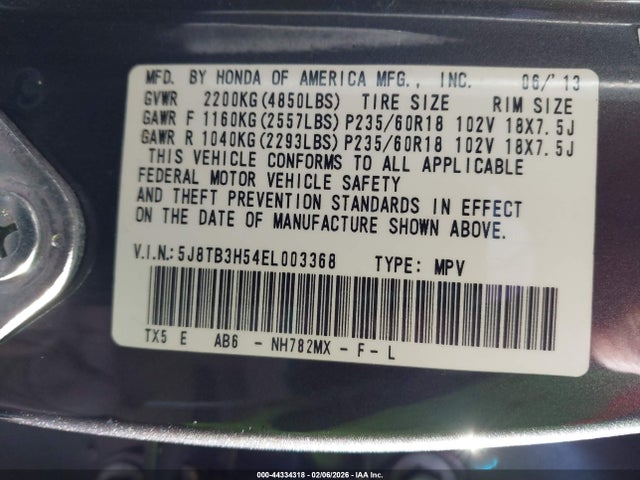 MFD. BY HONDA OF AMERICA MFG., INC. 06/'13
GVWR 2200KG(4850LBS) TIRE SIZE RIM SIZE
GAWR F 1160KG(2557LBS) P235/60R18 102V 18X7.5J
GAWR R 1040KG(2293LBS) P235/60R18 102V 18X7.5J
THIS VEHICLE CONFORMS TO ALL APPLICABLE
FEDERAL MOTOR VEHICLE SAFETY
AND THEFT PREVENTION STANDARDS IN EFFECT
ON THE DATE OF MANUFACTURE SHOWN ABOVE.
V.I.N.:5J8TB3H54EL003368 TYPE: MPV
TX5 E AB6 - NH782MX - F - L
000-44334318 - 02/06/2026 - IAA Inc.